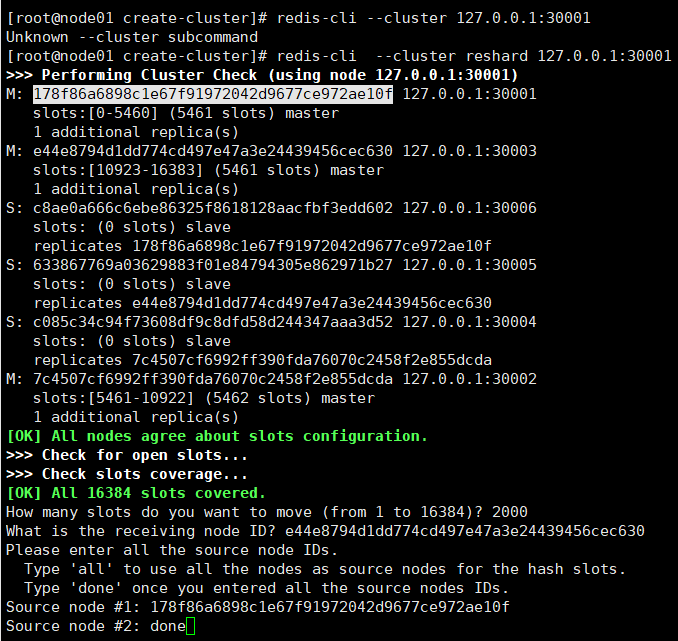 [root@node01 create-cluster]# redis-cli --cluster 127.0.0.1:30001
Unknown --cluster subcommand
[root@node01 create-cluster]# redis-cli  --cluster reshard 127.0.0.1:30001
>>> Performing Cluster Check (using node 127.0.0.1:30001)
M: 178f86a6898c1e67f91972042d9677ce972ae10f 127.0.0.1:30001
   slots:[0-5460] (5461 slots) master
   1 additional replica(s)
M: e44e8794d1dd774cd497e47a3e24439456cec630 127.0.0.1:30003
   slots:[10923-16383] (5461 slots) master
   1 additional replica(s)
S: c8ae0a666c6ebe86325f8618128aacfbf3edd602 127.0.0.1:30006
   slots: (0 slots) slave
   replicates 178f86a6898c1e67f91972042d9677ce972ae10f
S: 633867769a03629883f01e84794305e862971b27 127.0.0.1:30005
   slots: (0 slots) slave
   replicates e44e8794d1dd774cd497e47a3e24439456cec630
S: c085c34c94f73608df9c8dfd58d244347aaa3d52 127.0.0.1:30004
   slots: (0 slots) slave
   replicates 7c4507cf6992ff390fda76070c2458f2e855dcda
M: 7c4507cf6992ff390fda76070c2458f2e855dcda 127.0.0.1:30002
   slots:[5461-10922] (5462 slots) master
   1 additional replica(s)
[OK] All nodes agree about slots configuration.
>>> Check for open slots...
>>> Check slots coverage...
[OK] All 16384 slots covered.
How many slots do you want to move (from 1 to 16384)? 2000
What is the receiving node ID? e44e8794d1dd774cd497e47a3e24439456cec630
Please enter all the source node IDs.
  Type 'all' to use all the nodes as source nodes for the hash slots.
  Type 'done' once you entered all the source nodes IDs.
Source node #1: 178f86a6898c1e67f91972042d9677ce972ae10f
Source node #2: done